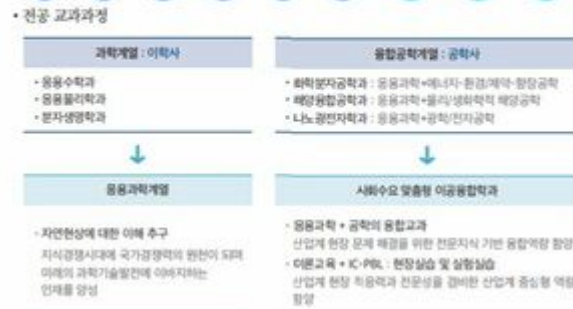 • 전공 교과과정
과학계열 : 이학사
• 응용수학과
• 응용물리학과
• 분자생명학과
응용과학계열
- 자연현상에 대한 이해 추구
지식경쟁시대에 국가경쟁력의 원천이 되며
미래의 과학기술발전에 이바지하는
인재를 양성
융합공학계열 : 공학사
• 화학분자공학과 : 응용과학+에너지·환경/제약·향장공학
• 해양융합공학과 : 응용과학+물리/생화학적 해양공학
• 나노광전자학과 : 응용과학+광학/전자공학
사회수요 맞춤형 이공융합학과
- 응용과학 + 공학의 융합교과
산업계 현장 문제 해결을 위한 전문지식 기반 융합역량 함양
- 이론교육 + IC-PBL : 현장실습 및 실험실습
산업계 현장 적응력과 전문성을 겸비한 산업계 중심형 역량
함양